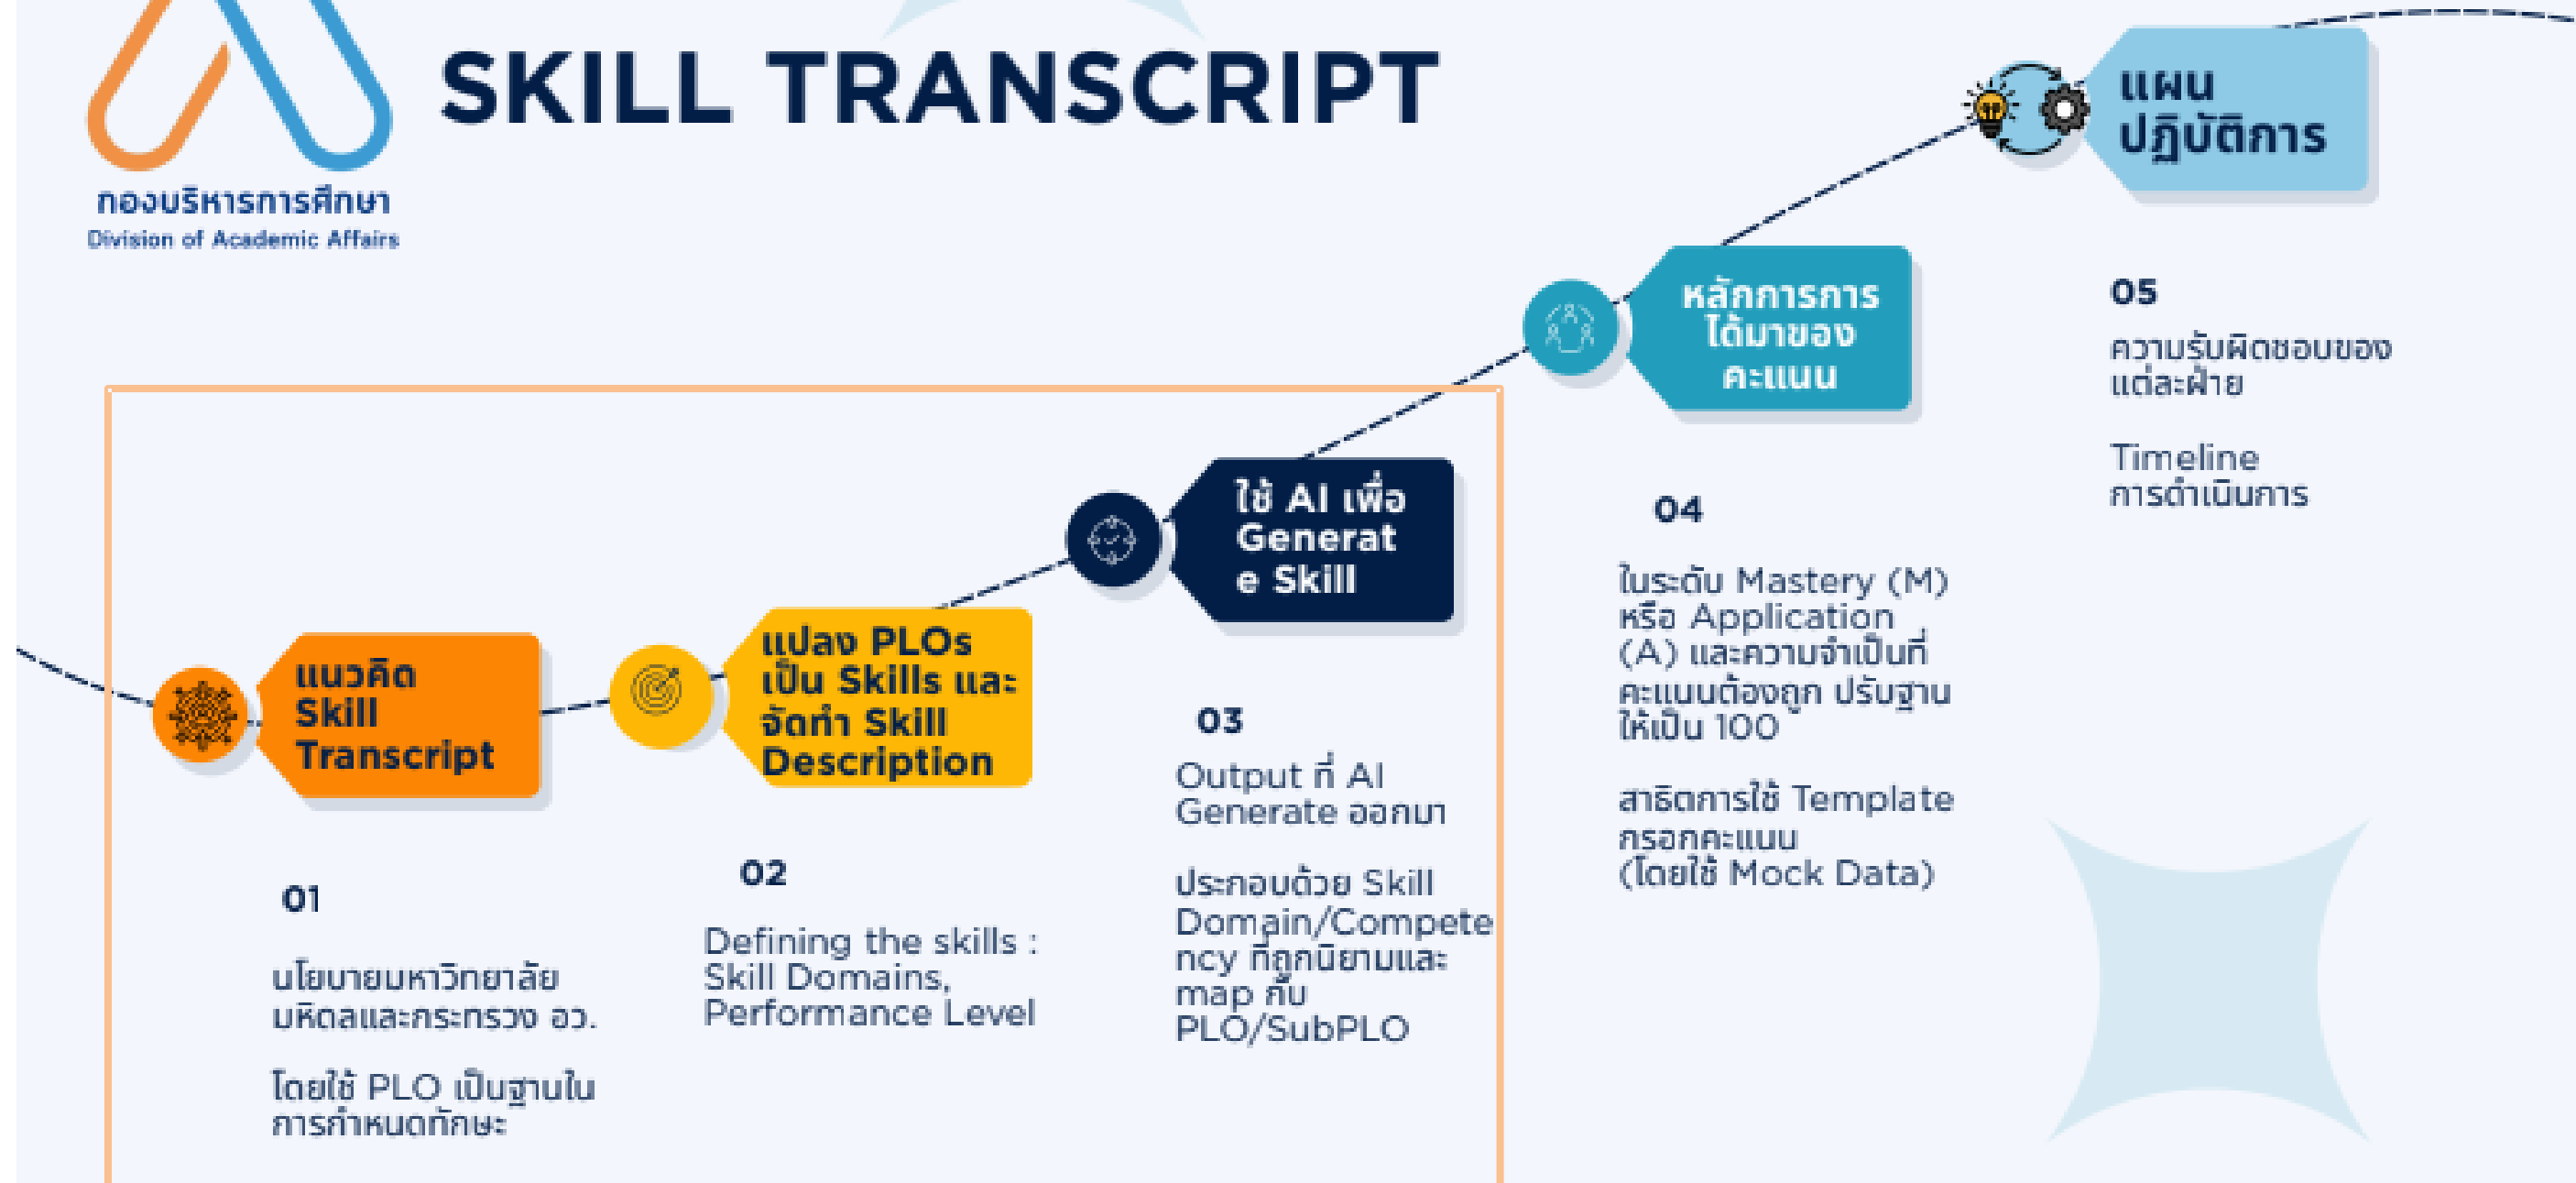 SKILL TRANSCRIPT
กองบริหารการศึกษา
Division of Academic Affairs
แนวคิด
Skill
Transcript
01
นโยบายมหาวิทยาลัย
มหิดลและกระทรวง อว.
โดยใช้ PLO เป็นฐานใน
การกำหนดทักษะ
แปลง PLOs
เป็น Skills และ
จัดทำ Skill
Description
02
Defining the skills :
Skill Domains,
Performance Level
ใช้ AI เพื่อ
Generat
e Skill
03
Output ที่ AI
Generate ออกมา
ประกอบด้วย Skill
Domain/Compete
ncy ที่ถูกนิยามและ
map กับ
PLO/SubPLO
หลักการการ
ได้มาของ
คะแนน
04
ในระดับ Mastery (M)
หรือ Application
(A) และความจำเป็นที่
คะแนนต้องถูก ปรับฐาน
ให้เป็น 100
สาธิตการใช้ Template
กรอกคะแนน
(โดยใช้ Mock Data)
แผน
ปฏิบัติการ
05
ความรับผิดชอบของ
แต่ละฝ่าย
Timeline
การดำเนินการ